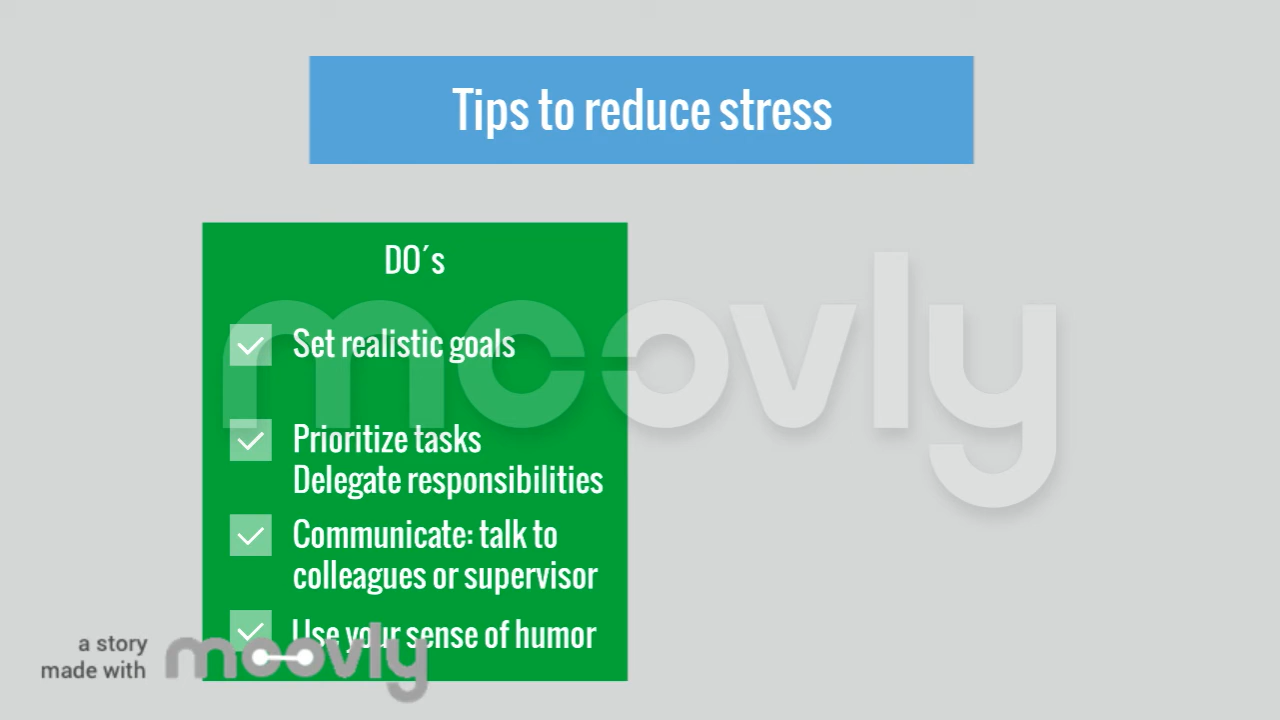 Tips to reduce stress
DO´s
Set realistic goals
Prioritize tasks
Delegate responsibilities
Communicate: talk to
colleagues or supervisor
Use your sense of humor
moovly
a story
made with
moovly